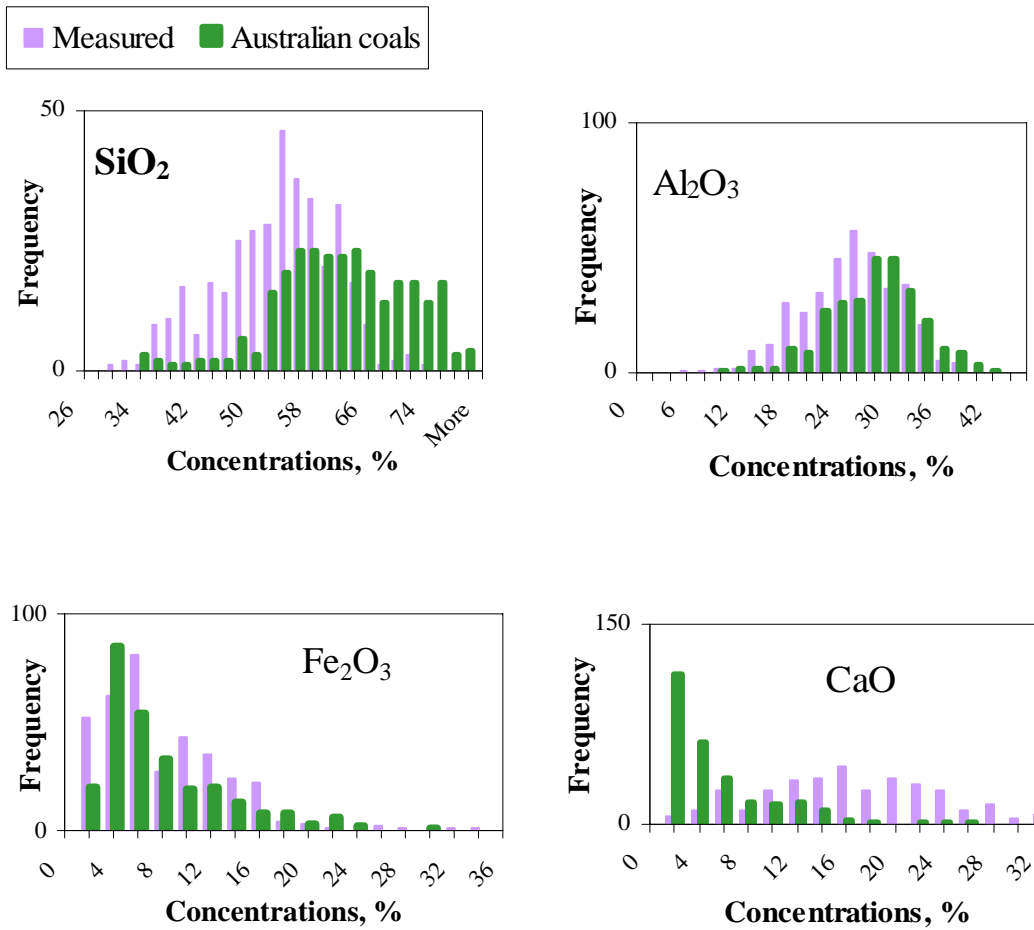 Measured Australian coals
50
SiO2
Frequency
0
26 34 42 50 58 66 74 More
Concentrations, %
100
Al2O3
Frequency
0
0 6 12 18 24 30 36 42
Concentrations, %
100
Fe2O3
Frequency
0
0 4 8 12 16 20 24 28 32 36
Concentrations, %
150
CaO
Frequency
0
0 4 8 12 16 20 24 28 32
Concentrations, %